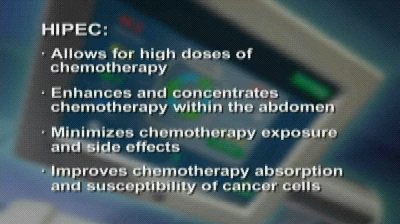 HIPEC:
· Allows for high doses of
chemotherapy
· Enhances and concentrates
chemotherapy within the abdomen
· Minimizes chemotherapy exposure
and side effects
· Improves chemotherapy absorption
and susceptibility of cancer cells